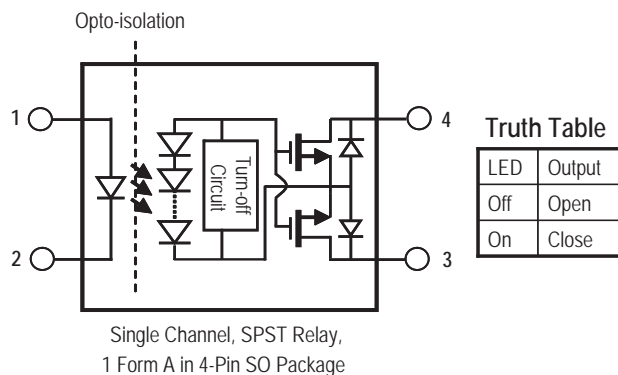 Opto-isolation
1
2
Turn-off
Circuit
4
3
Truth Table
LED Output
Off Open
On Close
Single Channel, SPST Relay,
1 Form A in 4-Pin SO Package